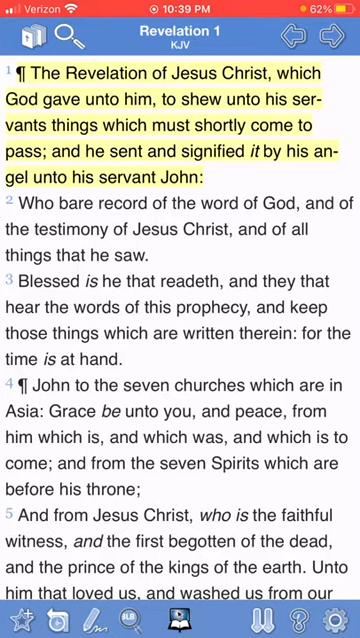 Verizon 10:39 PM 62%
Revelation 1
KJV
1 ¶ The Revelation of Jesus Christ, which
God gave unto him, to shew unto his ser-
vants things which must shortly come to
pass; and he sent and signified it by his an-
gel unto his servant John:
2 Who bare record of the word of God, and of
the testimony of Jesus Christ, and of all
things that he saw.
3 Blessed is he that readeth, and they that
hear the words of this prophecy, and keep
those things which are written therein: for the
time is at hand.
4 ¶ John to the seven churches which are in
Asia: Grace be unto you, and peace, from
him which is, and which was, and which is to
come; and from the seven Spirits which are
before his throne;
5 And from Jesus Christ, who is the faithful
witness, and the first begotten of the dead,
and the prince of the kings of the earth. Unto
him that loved us, and washed us from our
BLB